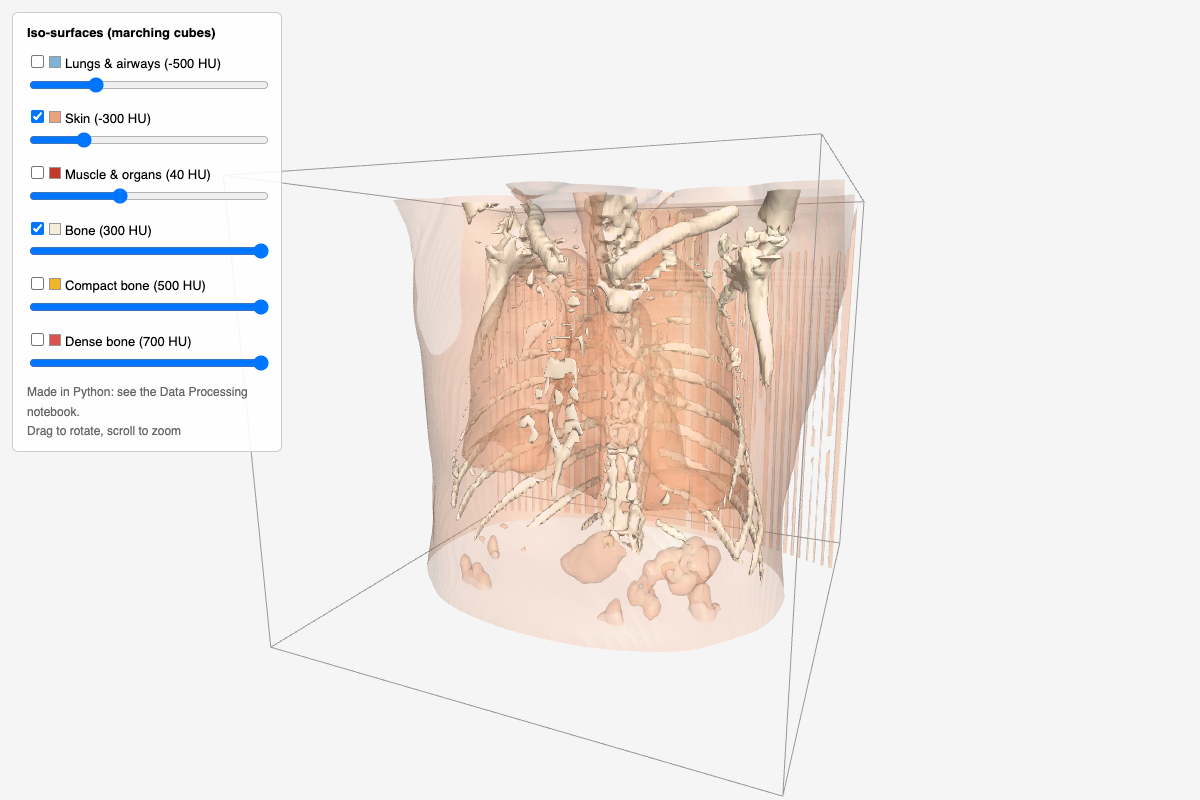 Iso-surfaces (marching cubes)
Lungs & airways (-500 HU)
Skin (-300 HU)
Muscle & organs (40 HU)
Bone (300 HU)
Compact bone (500 HU)
Dense bone (700 HU)
Made in Python: see the Data Processing
notebook.
Drag to rotate, scroll to zoom